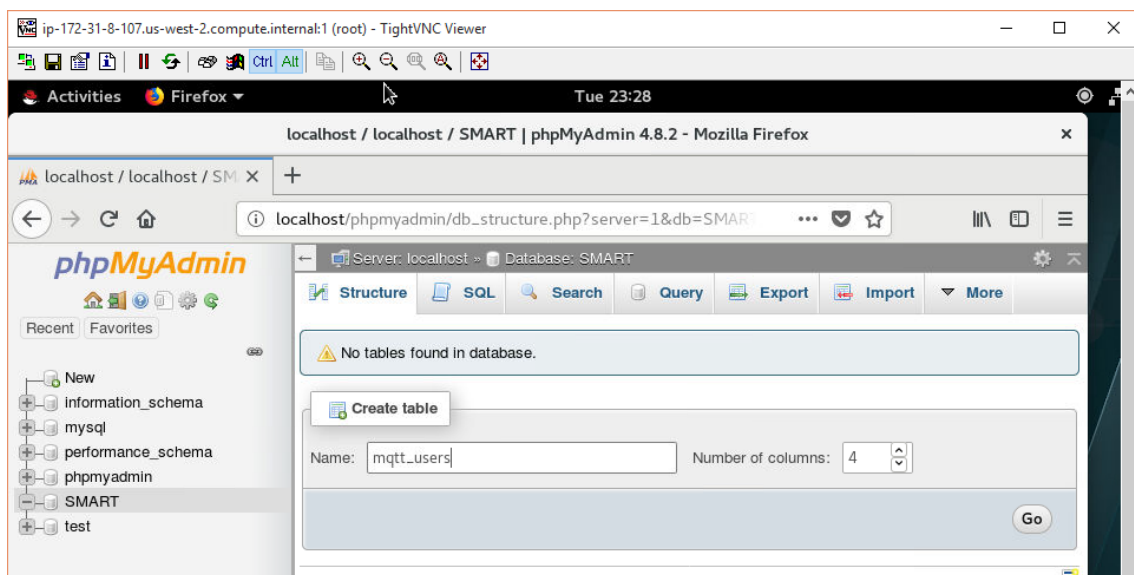 ip-172-31-8-107.us-west-2.compute.internal:1 (root) - TightVNC Viewer
Ctrl Alt
Activities Firefox Tue 23:28
localhost / localhost / SMART | phpMyAdmin 4.8.2 - Mozilla Firefox
localhost / localhost / SM
localhost/phpmyadmin/db_structure.php?server=1&db=SMAR
phpMyAdmin
Server: localhost » Database: SMART
Structure SQL Search Query Export Import More
Recent Favorites
No tables found in database.
New
information_schema
mysql
performance_schema
phpmyadmin
SMART
test
Create table
Name: mqtt_users Number of columns: 4
Go